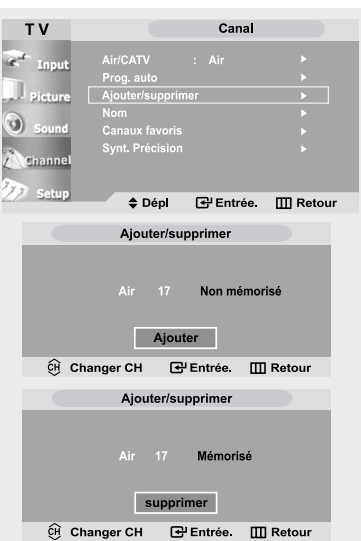 TV Canal
Input
Picture
Sound
Channel
Setup
Air/CATV : Air
Prog. auto
Ajouter/supprimer
Nom
Canaux favoris
Synt. Précision
Dépl Entrée. Retour
Ajouter/supprimer
Air 17 Non mémorisé
Ajouter
CH Changer CH Entrée. Retour
Ajouter/supprimer
Air 17 Mémorisé
supprimer
CH Changer CH Entrée. Retour